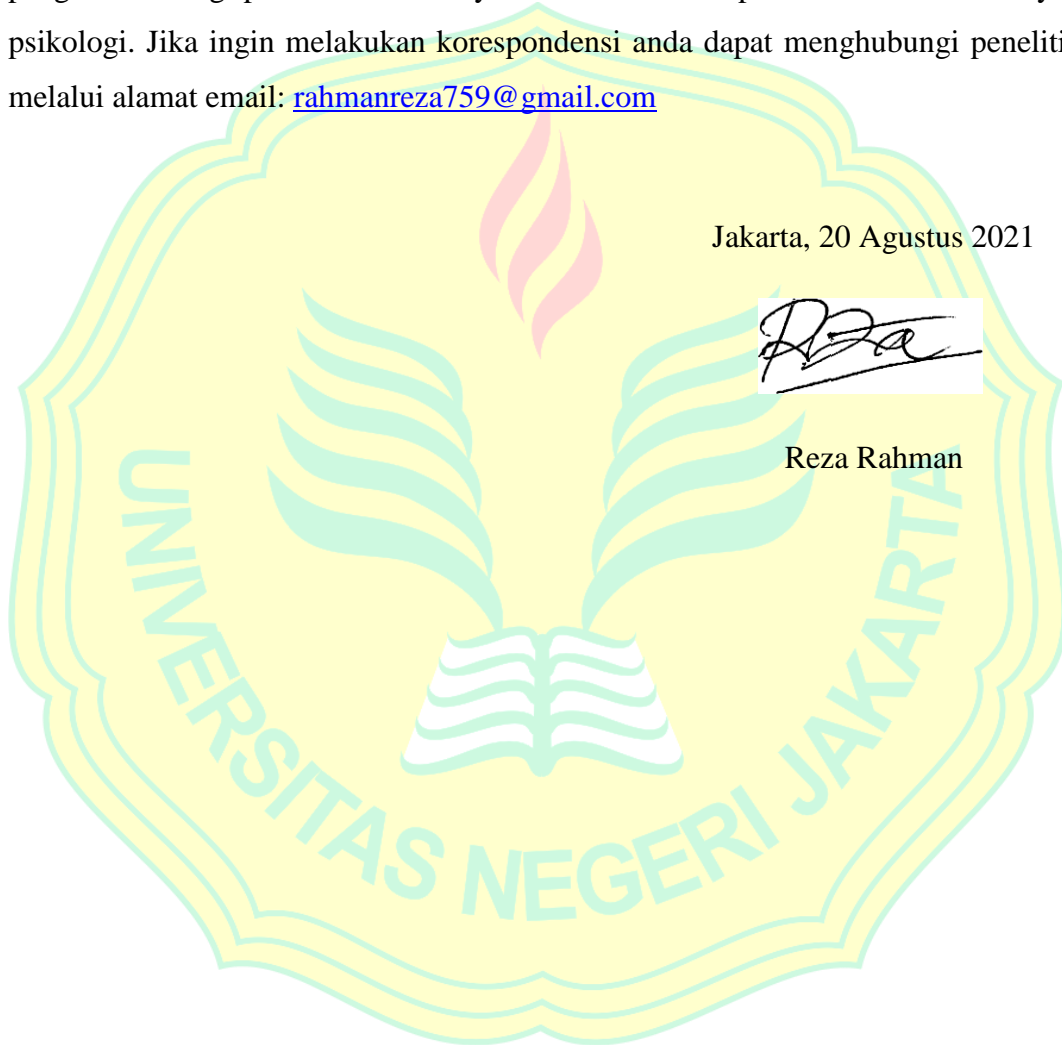 psikologi. Jika ingin melakukan korespondensi anda dapat menghubungi peneliti
melalui alamat email: rahmanreza759@gmail.com
Jakarta, 20 Agustus 2021
Reza Rahman
UNIVERSITAS NEGERI JAKARTA